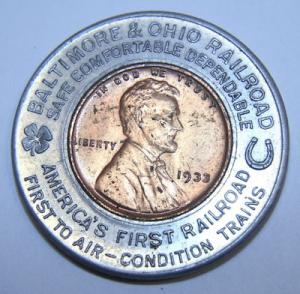 BALTIMORE & OHIO RAILROAD
SAFE COMFORTABLE DEPENDABLE
IN GOD WE TRUST
LIBERTY
1933
AMERICA'S FIRST RAILROAD
FIRST TO AIR-CONDITION TRAINS